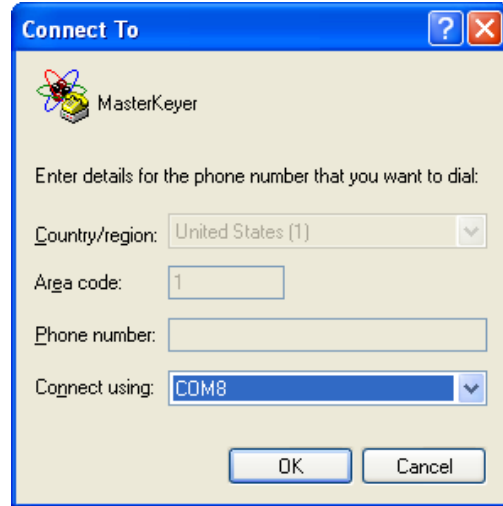 Connect To
MasterKeyer
Enter details for the phone number that you want to dial:
Country/region: United States (1)
Area code: 1
Phone number:
Connect using: COM8
OK Cancel